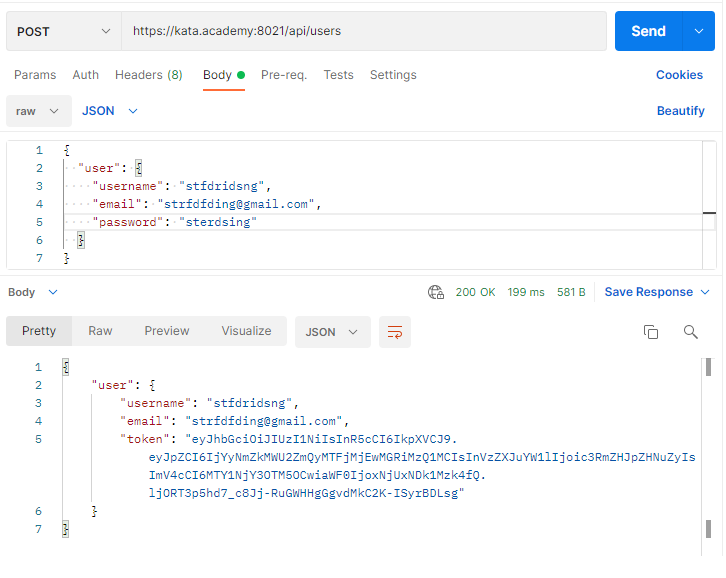 POST https://kata.academy:8021/api/users Send
Params Auth Headers (8) Body Pre-req. Tests Settings Cookies
raw JSON Beautify
1 {
2 "user": {
3 "username": "stfdridsng",
4 "email": "strfdfding@gmail.com",
5 "password": "sterdsing"
6 }
7 }
Body 200 OK 199 ms 581 B Save Response
Pretty Raw Preview Visualize JSON
1 {
2 "user": {
3 "username": "stfdridsng",
4 "email": "strfdfding@gmail.com",
5 "token": "eyJhbGciOiJIUzI1NiIsInR5cCI6IkpXVCJ9.
eyJpZCI6IjYyNmZkMWU2ZmQyMTFjMjEwMGRiMzQ1MCIsInVzZXJuYW1lIjoic3RmZHJpZHNuZyIs
ImV4cCI6MTY1NjY3OTM5OCwiaWF0IjoxNjUxNDk1Mzk4fQ.
ljORT3p5hd7_c8Jj-RuGWHHgGgvdMkC2K-ISyrBDLsg"
6 }
7 }